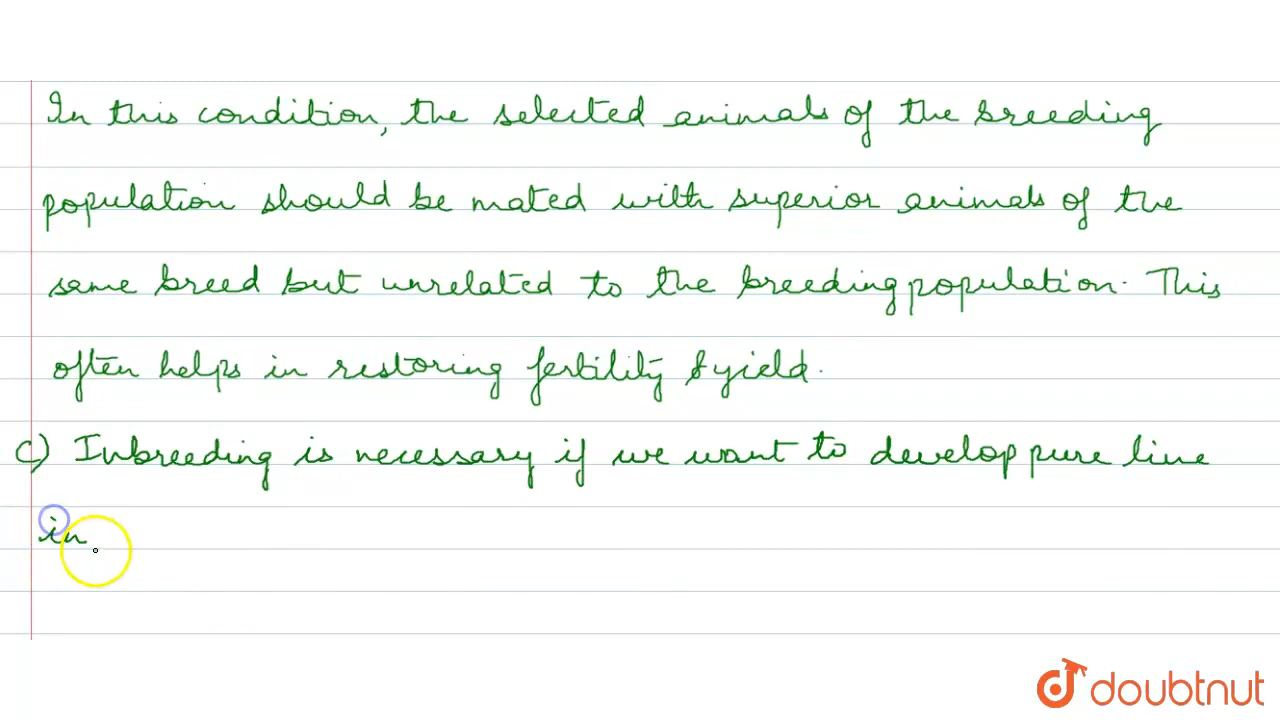 In this condition, the selected animals of the breeding
population should be mated with superior animals of the
same breed but unrelated to the breeding population. This
often helps in restoring fertility & yield.
C) Inbreeding is necessary if we want to develop pure line
in
doubtnut